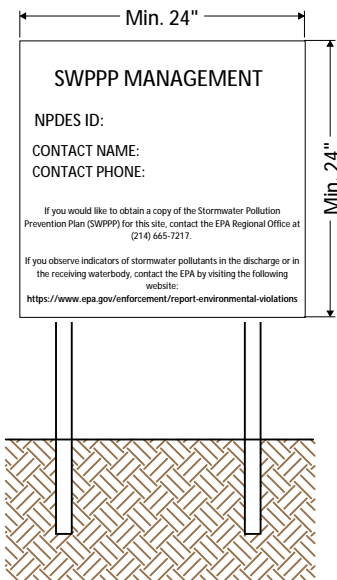 Min. 24"
SWPPP MANAGEMENT
NPDES ID:
CONTACT NAME:
CONTACT PHONE:
If you would like to obtain a copy of the Stormwater Pollution
Prevention Plan (SWPPP) for this site, contact the EPA Regional Office at
(214) 665-7217.
If you observe indicators of stormwater pollutants in the discharge or in
the receiving waterbody, contact the EPA by visiting the following
website:
https://www.epa.gov/enforcement/report-environmental-violations
Min. 24"